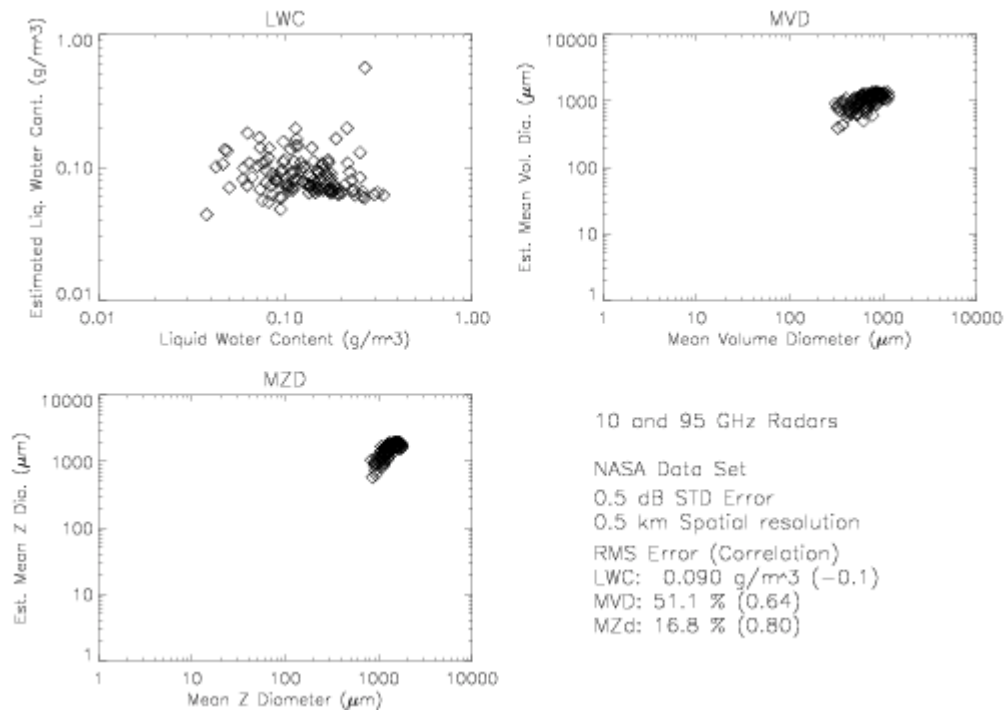 LWC
1.00
0.10
0.01
Estimated Liq. Water Cont. (g/m^3)
0.01 0.10 1.00
Liquid Water Content (g/m^3)
MVD
10000
1000
100
10
1
Est. Mean Vol. Dia. (μm)
1 10 100 1000 10000
Mean Volume Diameter (μm)
MZD
10000
1000
100
10
1
Est. Mean Z Dia. (μm)
1 10 100 1000 10000
Mean Z Diameter (μm)
10 and 95 GHz Radars
NASA Data Set
0.5 dB STD Error
0.5 km Spatial resolution
RMS Error (Correlation)
LWC: 0.090 g/m^3 (-0.1)
MVD: 51.1 % (0.64)
MZd: 16.8 % (0.80)